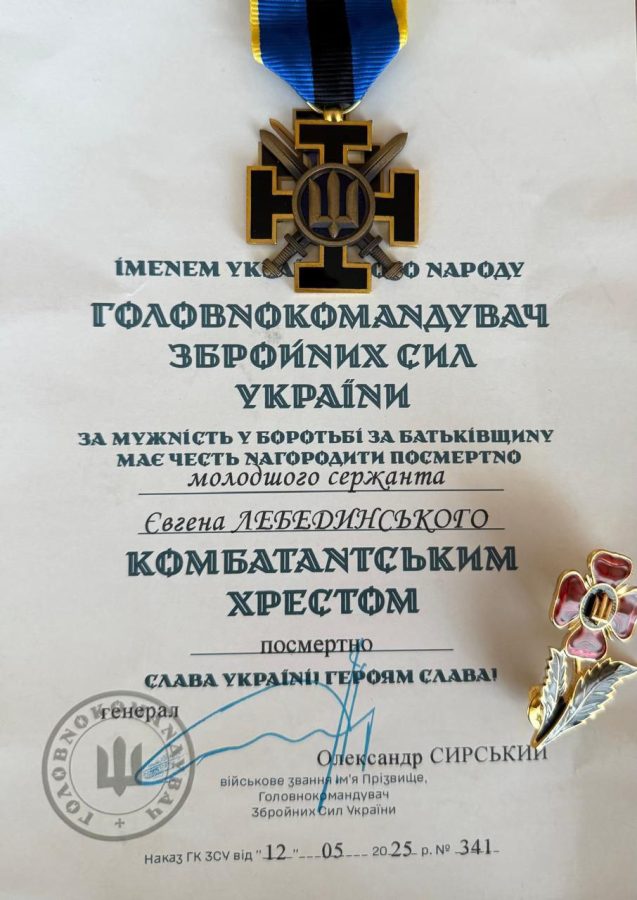 ІМЕНЕМ НАРОДУ
ГОЛОВНОКОМАНДУВАЧ
ЗБРОЙНИХ СИЛ
УКРАЇНИ
ЗА МУЖНІСТЬ У БОРОТЬБІ ЗА БАТЬКІВЩИНУ
МАЄ ЧЕСТЬ НАГОРОДИТИ ПОСМЕРТНО
молодшого сержанта
Євгена ЛЕБЕДИНСЬКОГО
КОМБАТАНТСЬКИМ
ХРЕСТОМ
посмертно
СЛАВА УКРАЇНІ! ГЕРОЯМ СЛАВА!
генерал
ГОЛОВНОКОМАНДУВАЧ
Олександр СИРСЬКИЙ
військове звання Ім'я Прізвище,
Головнокомандувач
Збройних Сил України
Наказ ГК ЗСУ від "12" 05 2025 р. № 341